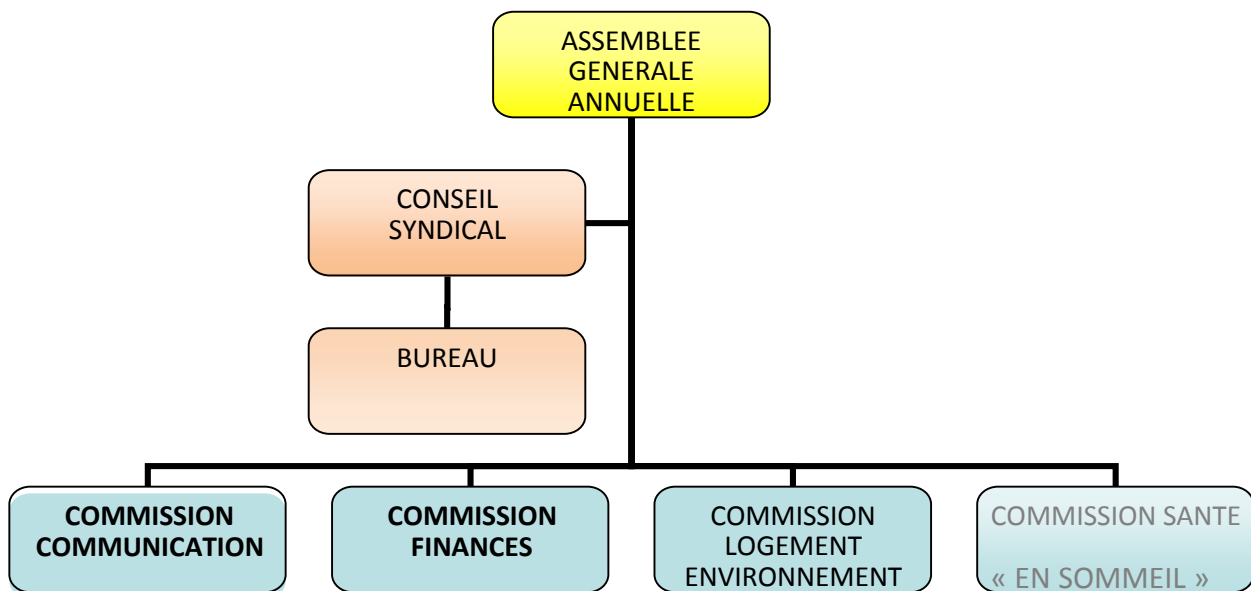 ASSEMBLEE
GENERALE
ANNUELLE
CONSEIL
SYNDICAL
BUREAU
COMMISSION
COMMUNICATION
COMMISSION
FINANCES
COMMISSION
LOGEMENT
ENVIRONNEMENT
COMMISSION SANTE
« EN SOMMEIL »